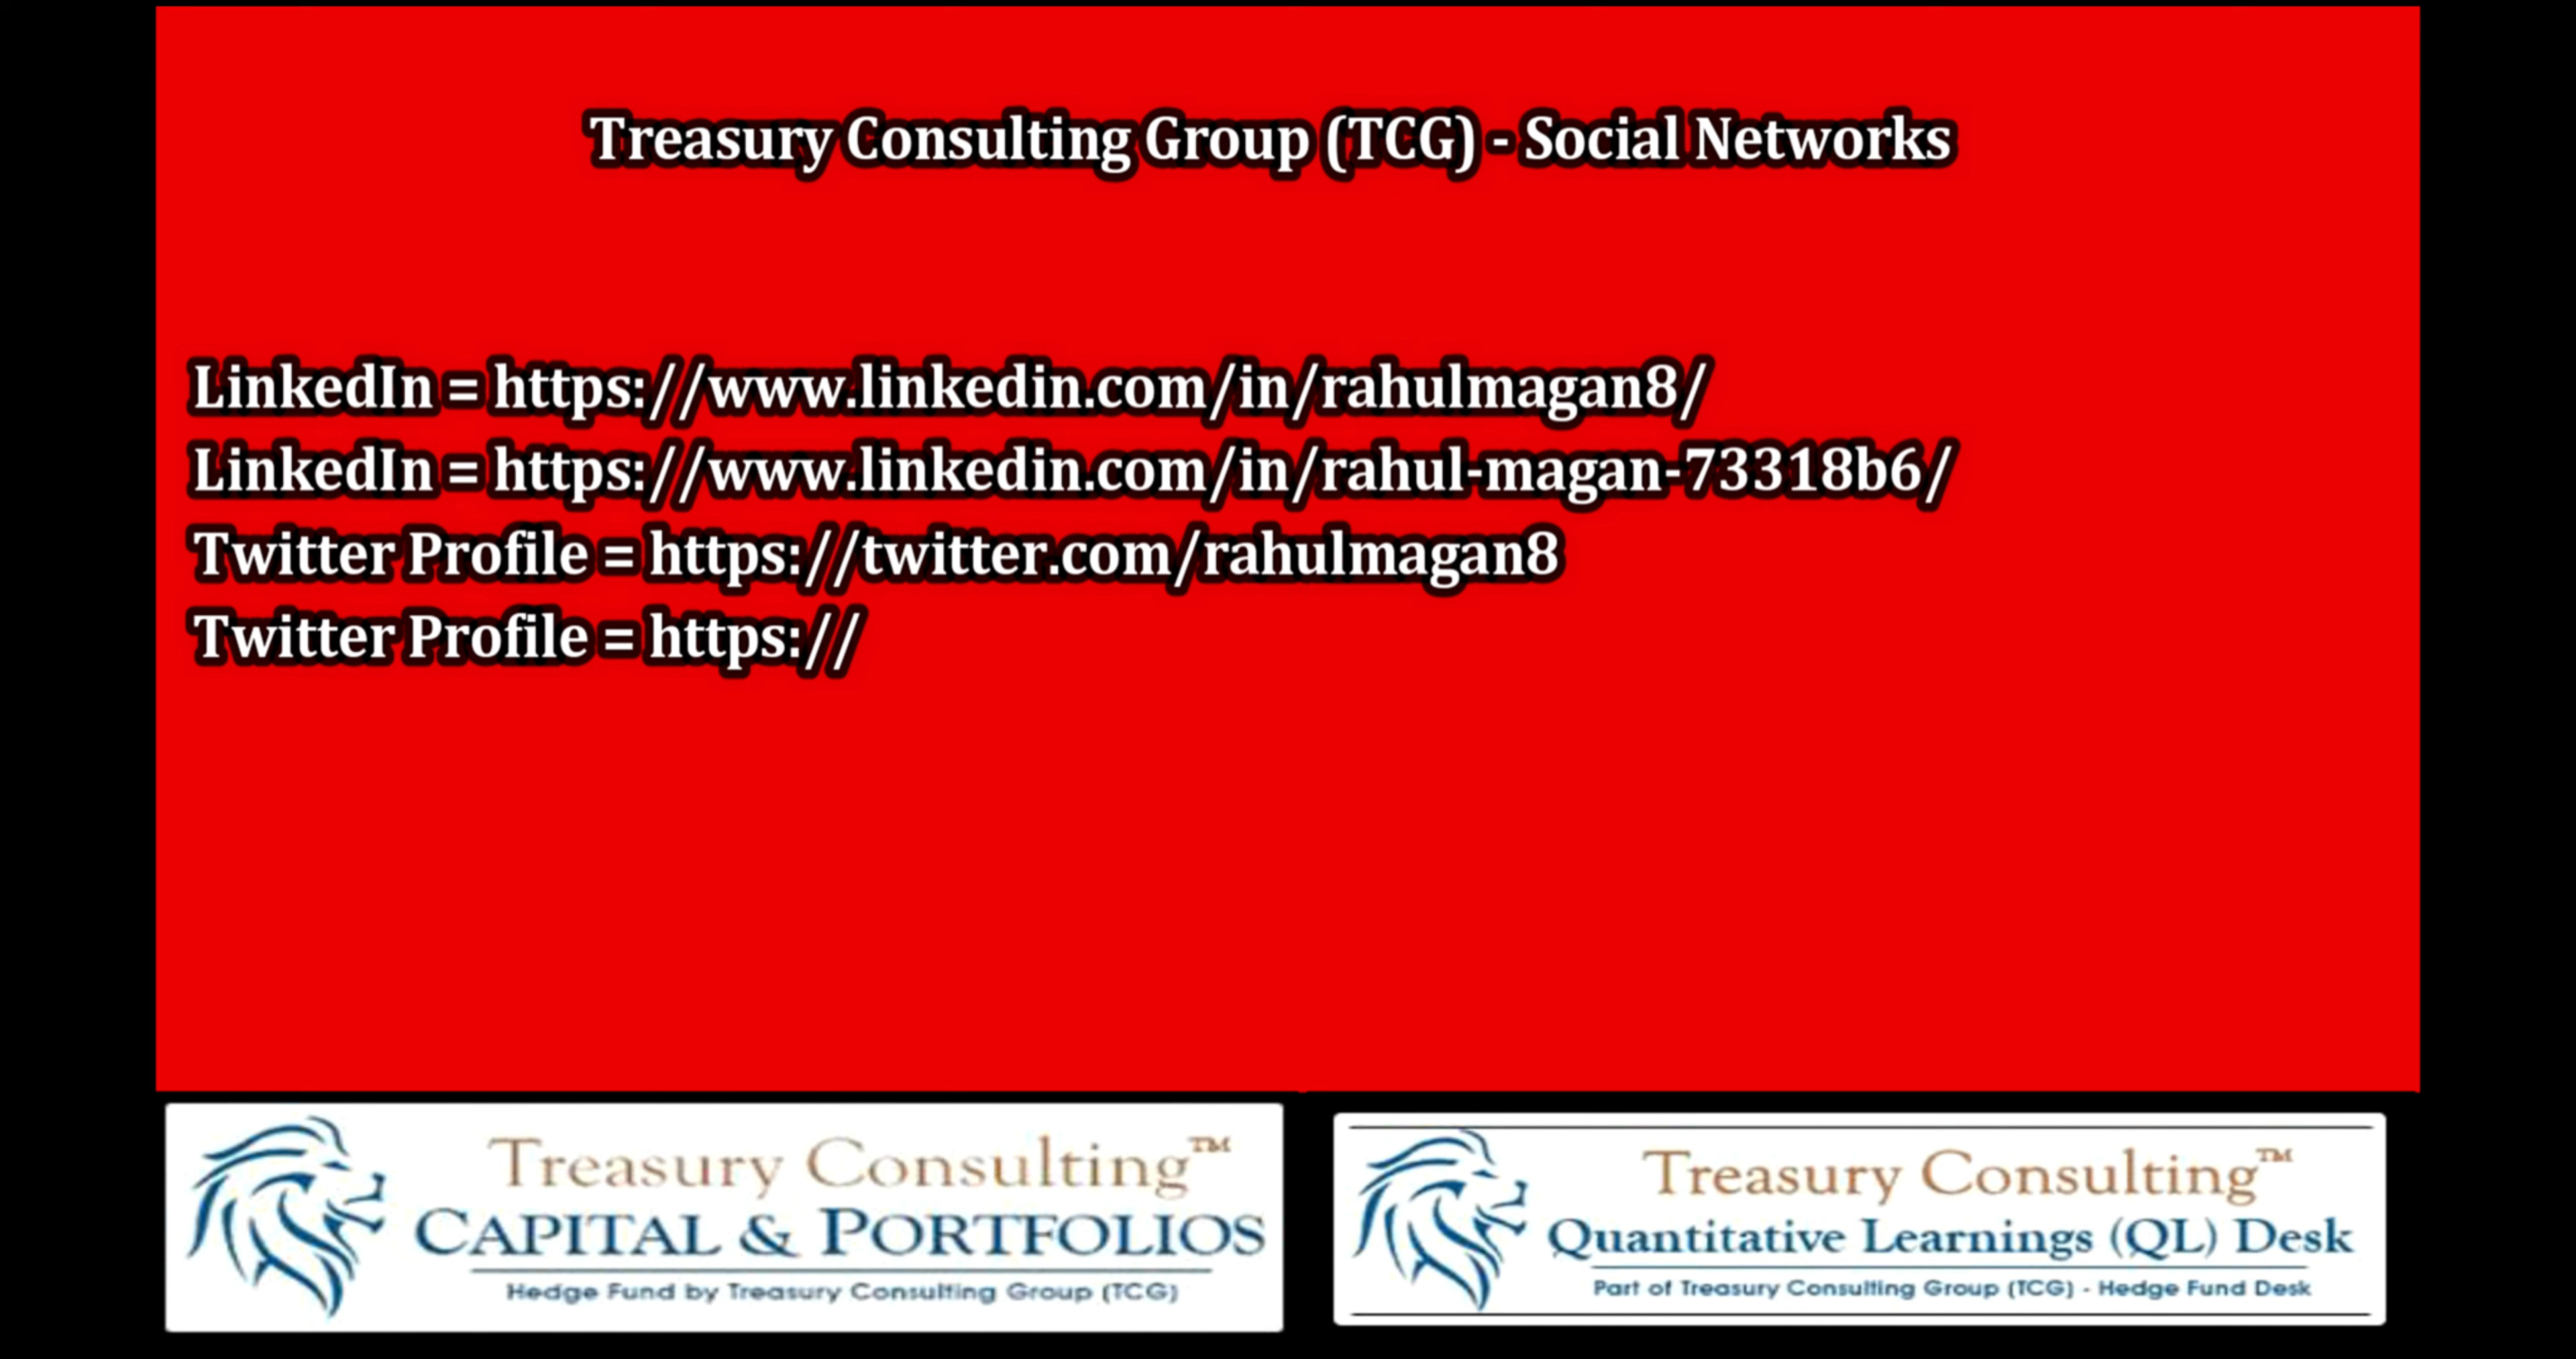 Treasury Consulting Group (TCG) - Social Networks
LinkedIn = https://www.linkedin.com/in/rahulmagan8/
LinkedIn = https://www.linkedin.com/in/rahul-magan-73318b6/
Twitter Profile = https://twitter.com/rahulmagan8
Twitter Profile = https://
Treasury Consulting™
CAPITAL & PORTFOLIOS
Hedge Fund by Treasury Consulting Group (TCG)
Treasury Consulting™
Quantitative Learnings (QL) Desk
Part of Treasury Consulting Group (TCG) - Hedge Fund Desk